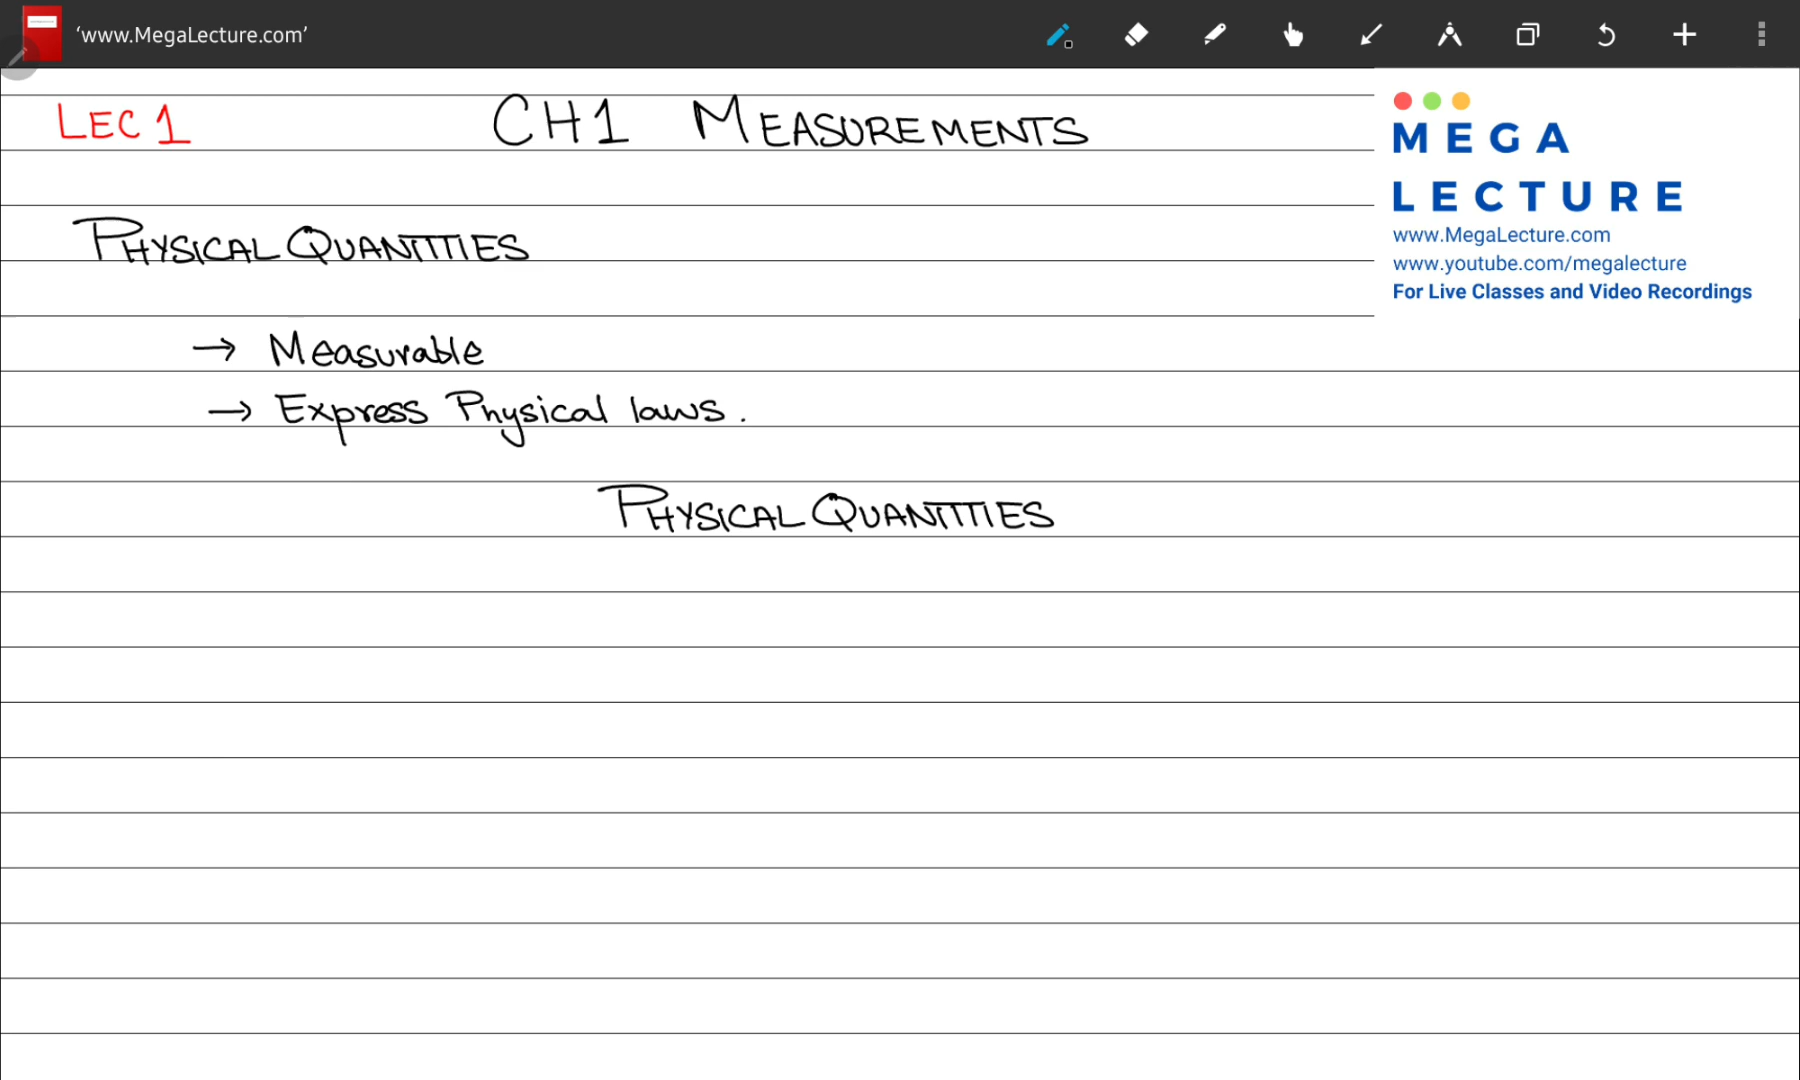 'www.MegaLecture.com'
LEC 1 CH1 MEASUREMENTS
MEGA
LECTURE
www.MegaLecture.com
www.youtube.com/megalecture
For Live Classes and Video Recordings
PHYSICAL QUANTITIES
→ Measurable
→ Express Physical laws.
PHYSICAL QUANTITIES